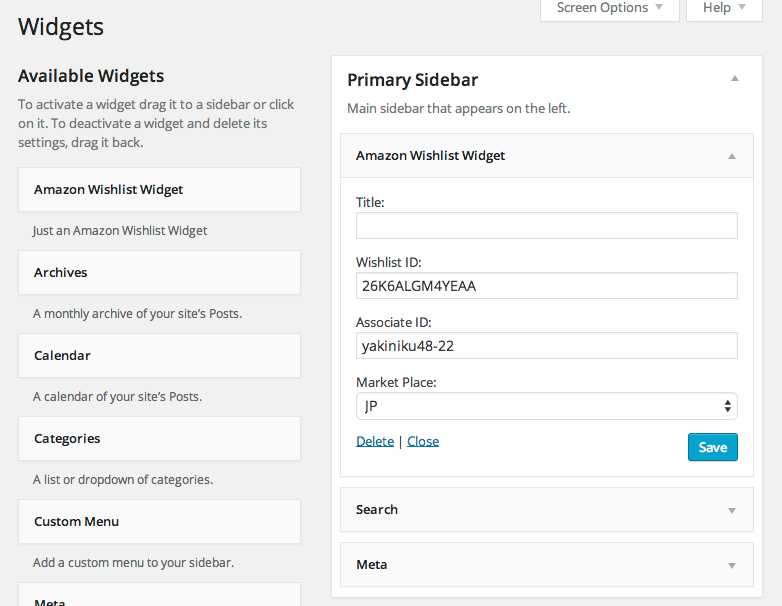 Screen Options
Help
Widgets
Available Widgets
To activate a widget drag it to a sidebar or click
on it. To deactivate a widget and delete its
settings, drag it back.
Amazon Wishlist Widget
Just an Amazon Wishlist Widget
Archives
A monthly archive of your site's Posts.
Calendar
A calendar of your site's Posts.
Categories
A list or dropdown of categories.
Custom Menu
Add a custom menu to your sidebar.
Meta
Primary Sidebar
Main sidebar that appears on the left.
Amazon Wishlist Widget
Title:
Wishlist ID:
26K6ALGM4YEAA
Associate ID:
yakiniku48-22
Market Place:
JP
Delete | Close
Save
Search
Meta